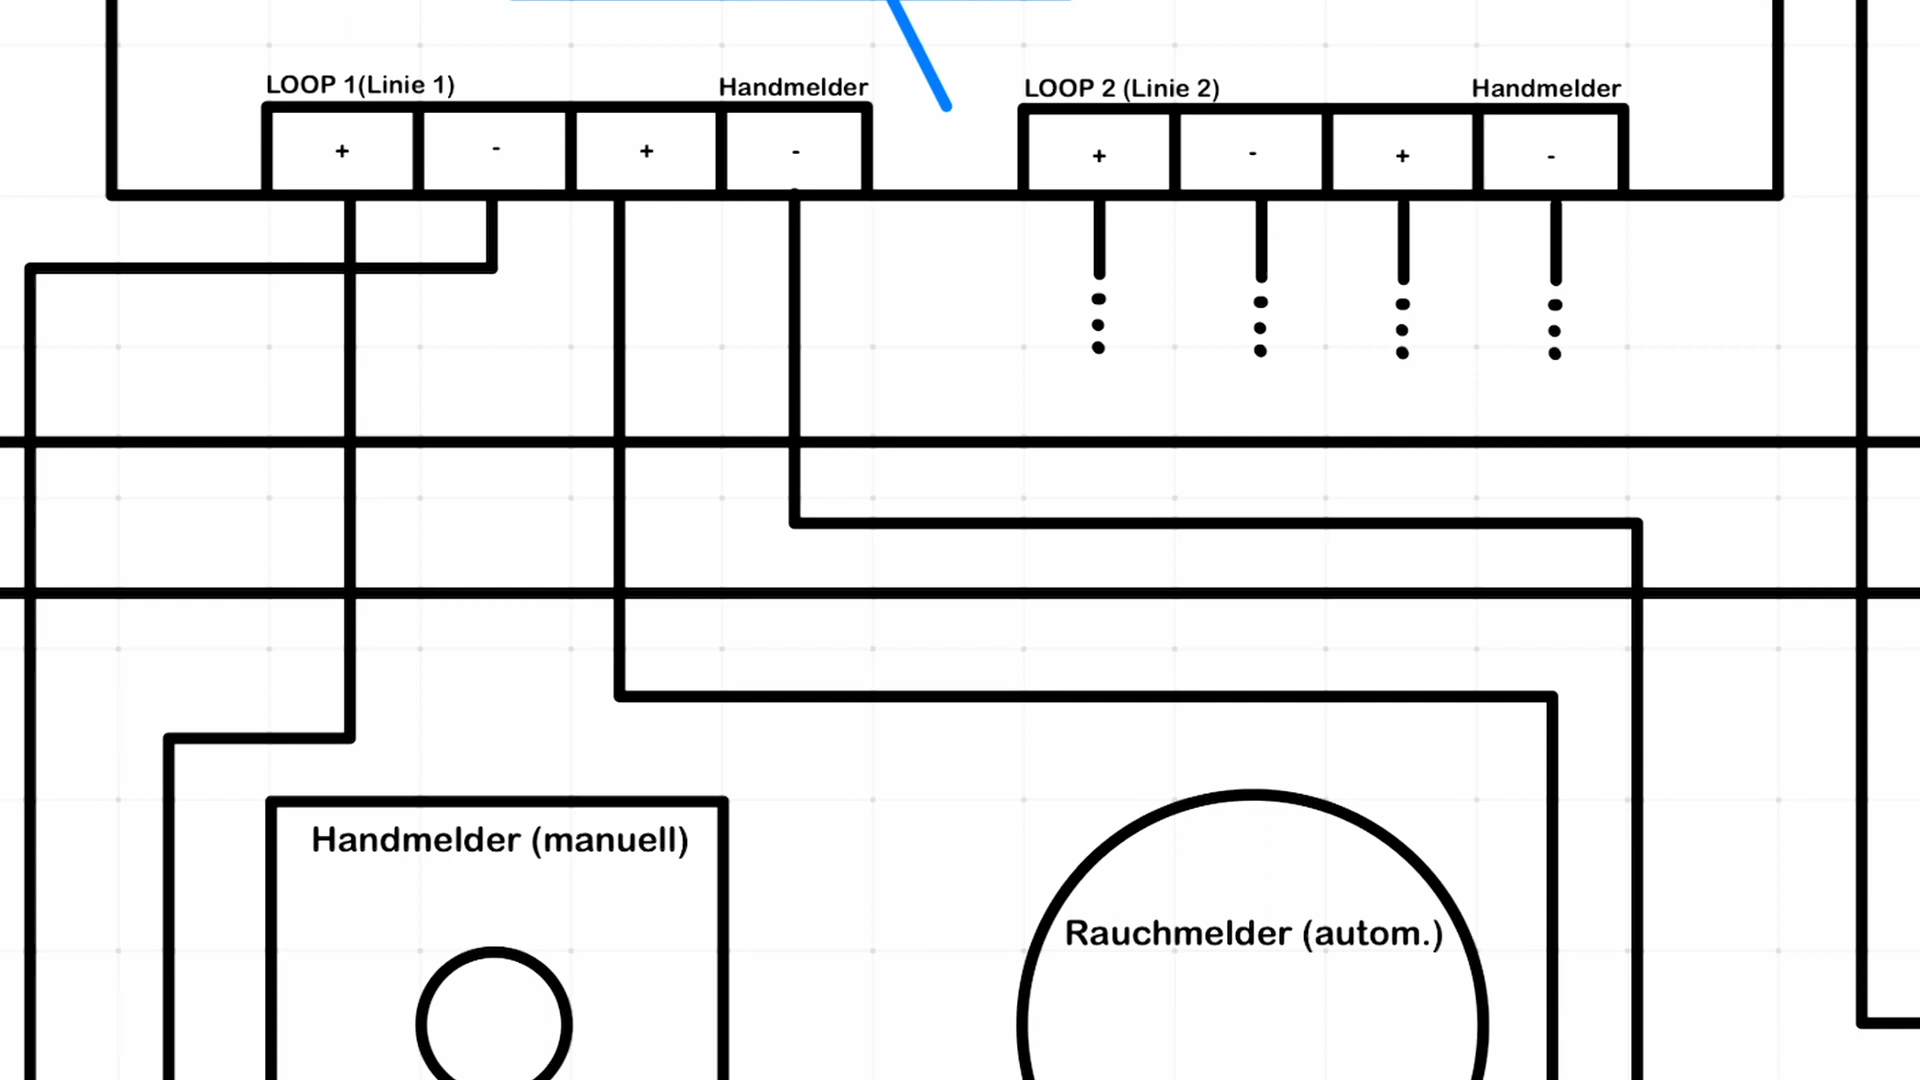 LOOP 1(Linie 1)
Handmelder
LOOP 2 (Linie 2)
Handmelder
+ - + -
+ - + -
Handmelder (manuell)
Rauchmelder (autom.)